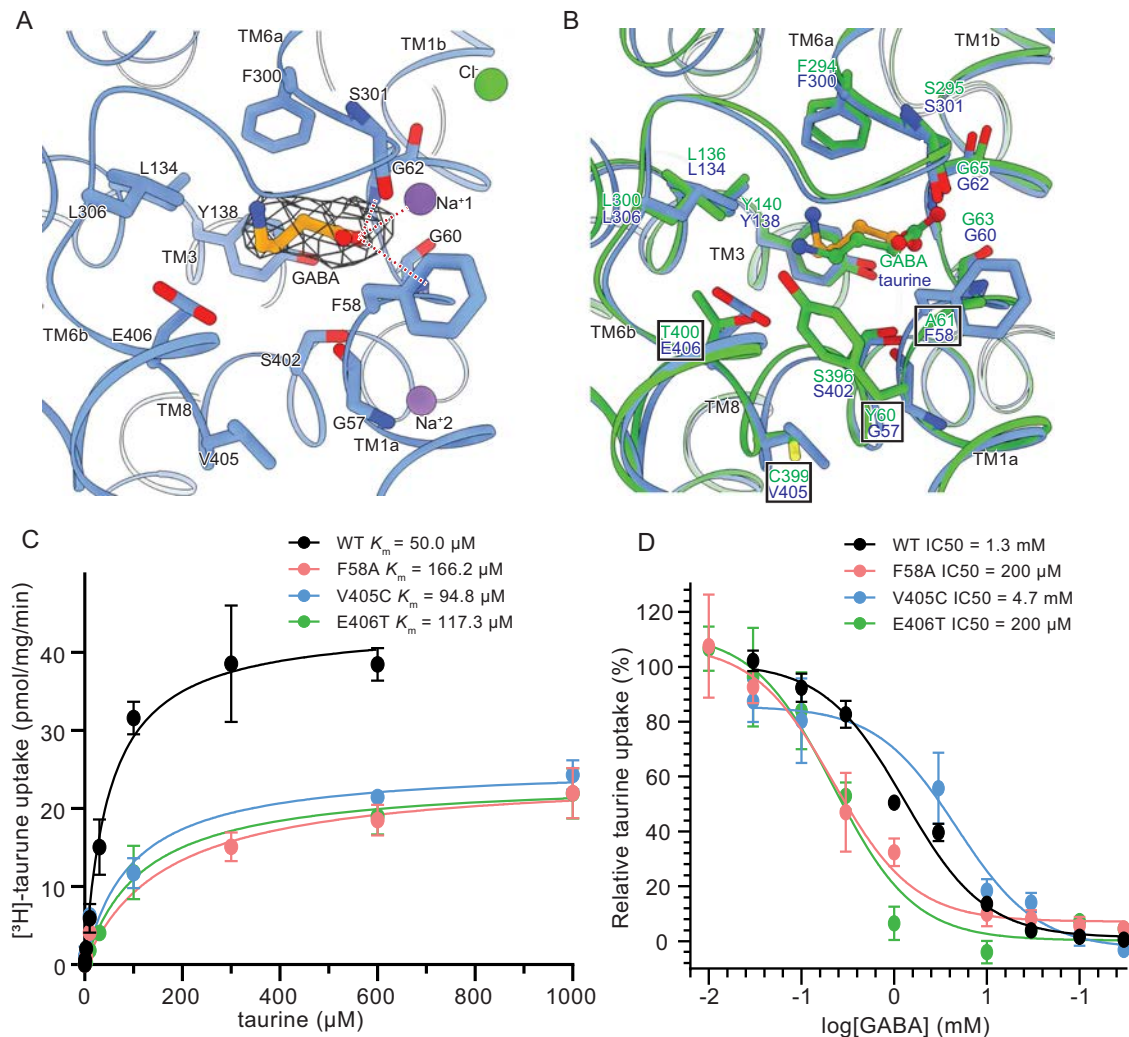 A
TM6a
TM1b
Cl-
F300
S301
L134
G62
Na+1
L306
Y138
G60
TM3
GABA
F58
TM6b
E406
S402
TM8
Na+2
G57
TM1a
V405
B
TM6a
TM1b
F294
F300
S295
S301
L136
L134
G65
G62
L300
L306
Y140
Y138
G63
G60
TM3
GABA
taurine
A61
F58
TM6b
T400
E406
S396
S402
TM8
Y60
G57
TM1a
C399
V405
C
WT Km = 50.0 µM
F58A Km = 166.2 µM
V405C Km = 94.8 µM
E406T Km = 117.3 µM
[³H]-taurune uptake (pmol/mg/min)
40
30
20
10
0
0
200
400
600
800
1000
taurine (µM)
D
WT IC50 = 1.3 mM
F58A IC50 = 200 µM
V405C IC50 = 4.7 mM
E406T IC50 = 200 µM
Relative taurine uptake (%)
120
100
80
60
40
20
0
-2
-1
0
1
-1
log[GABA] (mM)